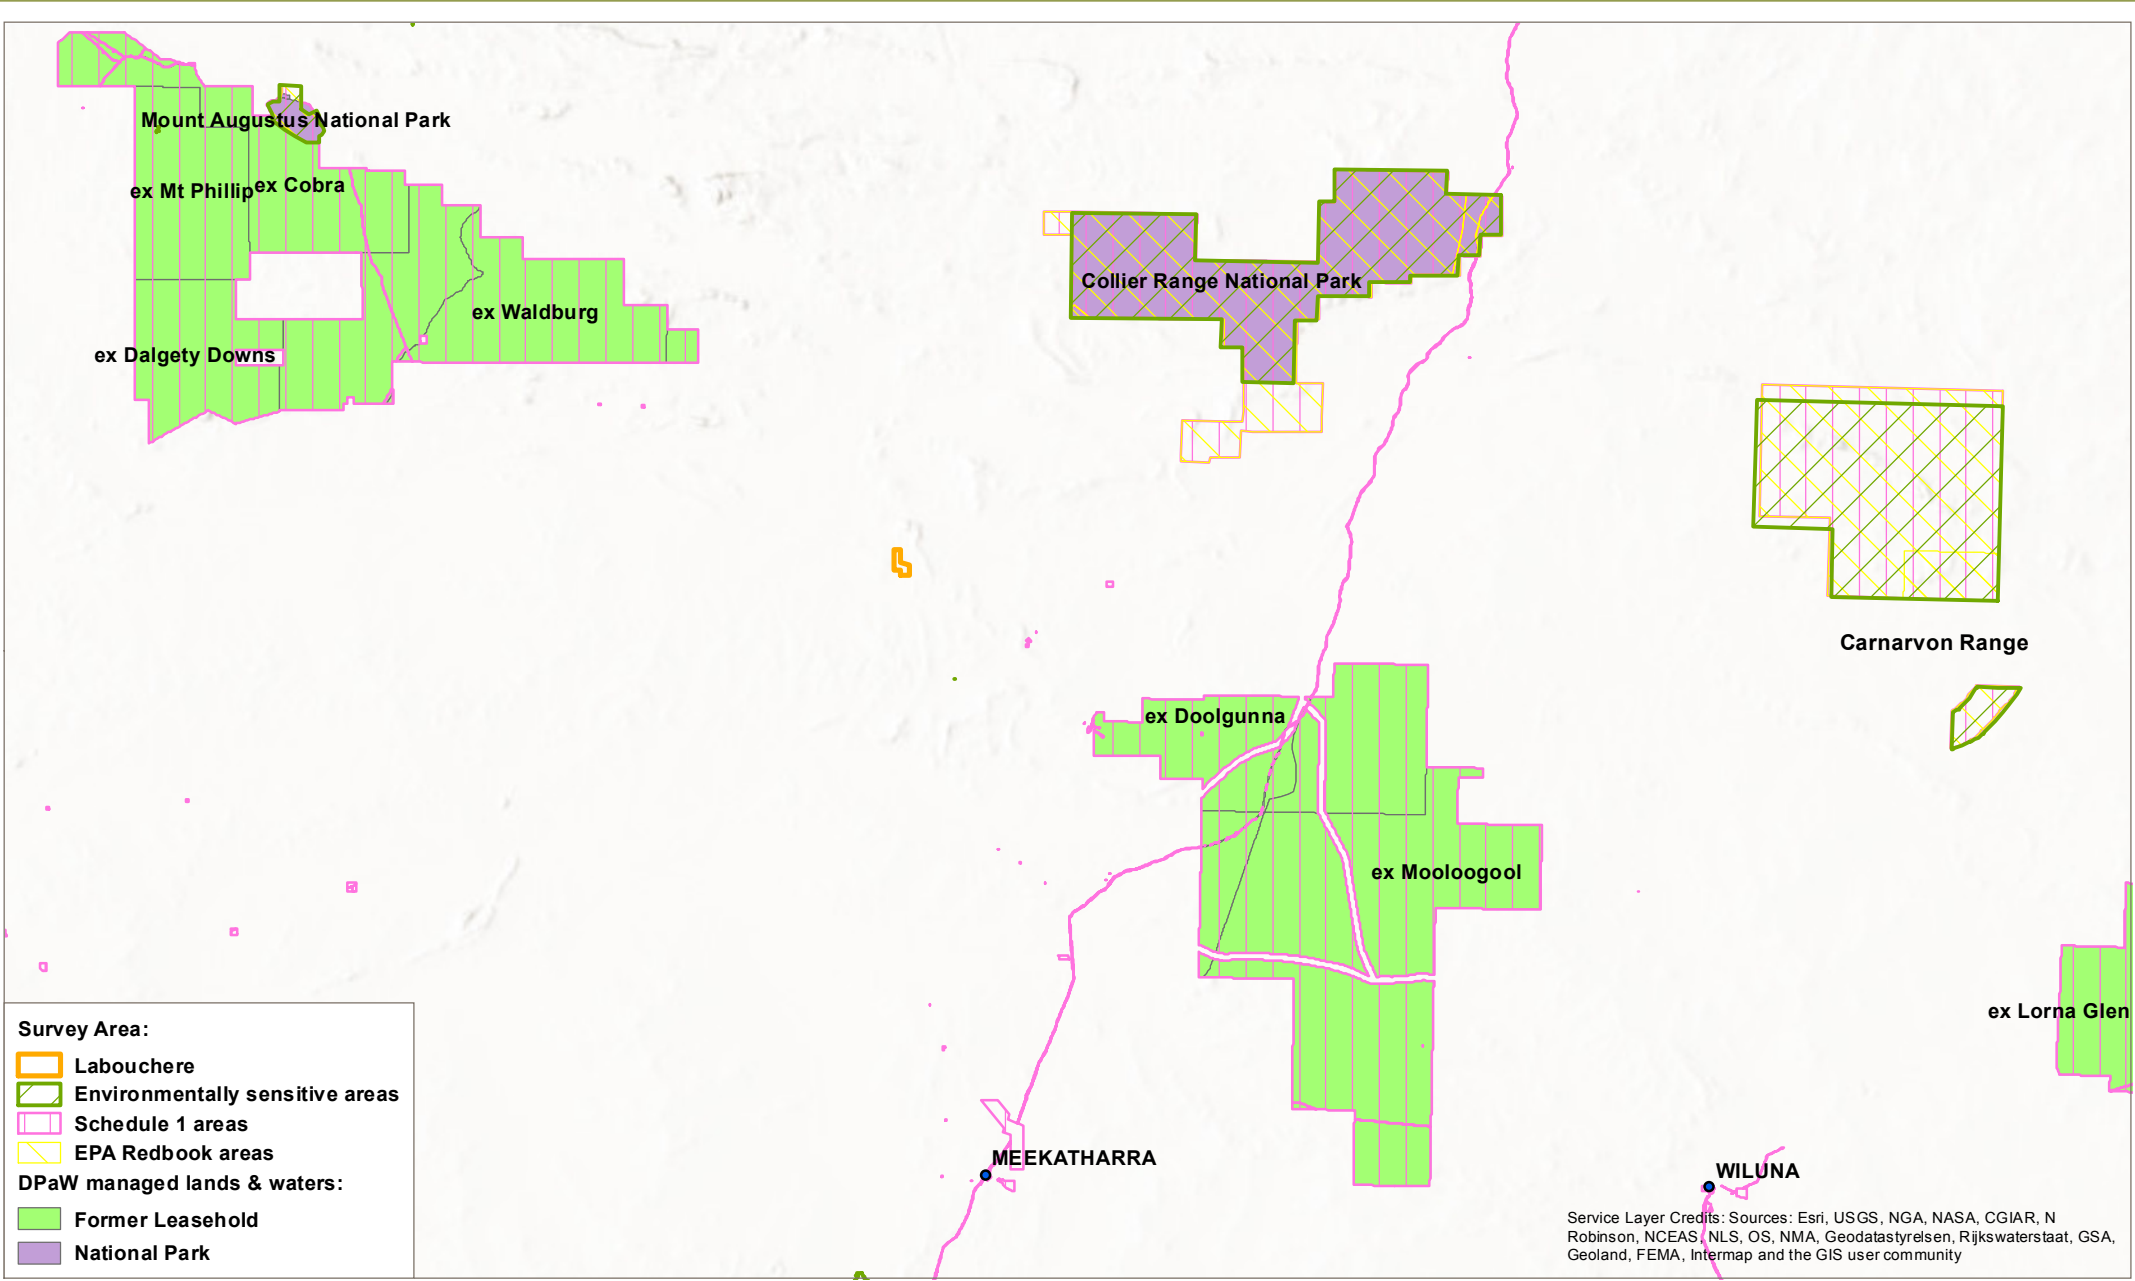 Mount Augustus National Park
ex Mt Phillip
ex Cobra
Collier Range National Park
ex Waldburg
ex Dalgety Downs
Carnarvon Range
ex Doolgunna
ex Mooloogool
ex Lorna Glen
MEEKATHARRA
WILUNA
Survey Area:
Labouchere
Environmentally sensitive areas
Schedule 1 areas
EPA Redbook areas
DPaW managed lands & waters:
Former Leasehold
National Park
Service Layer Credits: Sources: Esri, USGS, NGA, NASA, CGIAR, N
Robinson, NCEAS, NLS, OS, NMA, Geodatastyrelsen, Rijkswaterstaat, GSA,
Geoland, FEMA, Intermap and the GIS user community